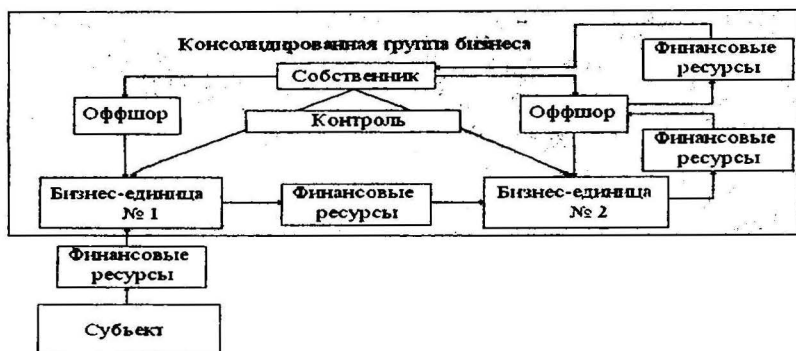 Консолидированная группа бизнеса
Финансовые
ресурсы
Собственник
Оффшор
Контроль
Оффшор
Финансовые
ресурсы
Бизнес-единица
№ 1
Финансовые
ресурсы
Бизнес-единица
№ 2
Финансовые
ресурсы
Субъект